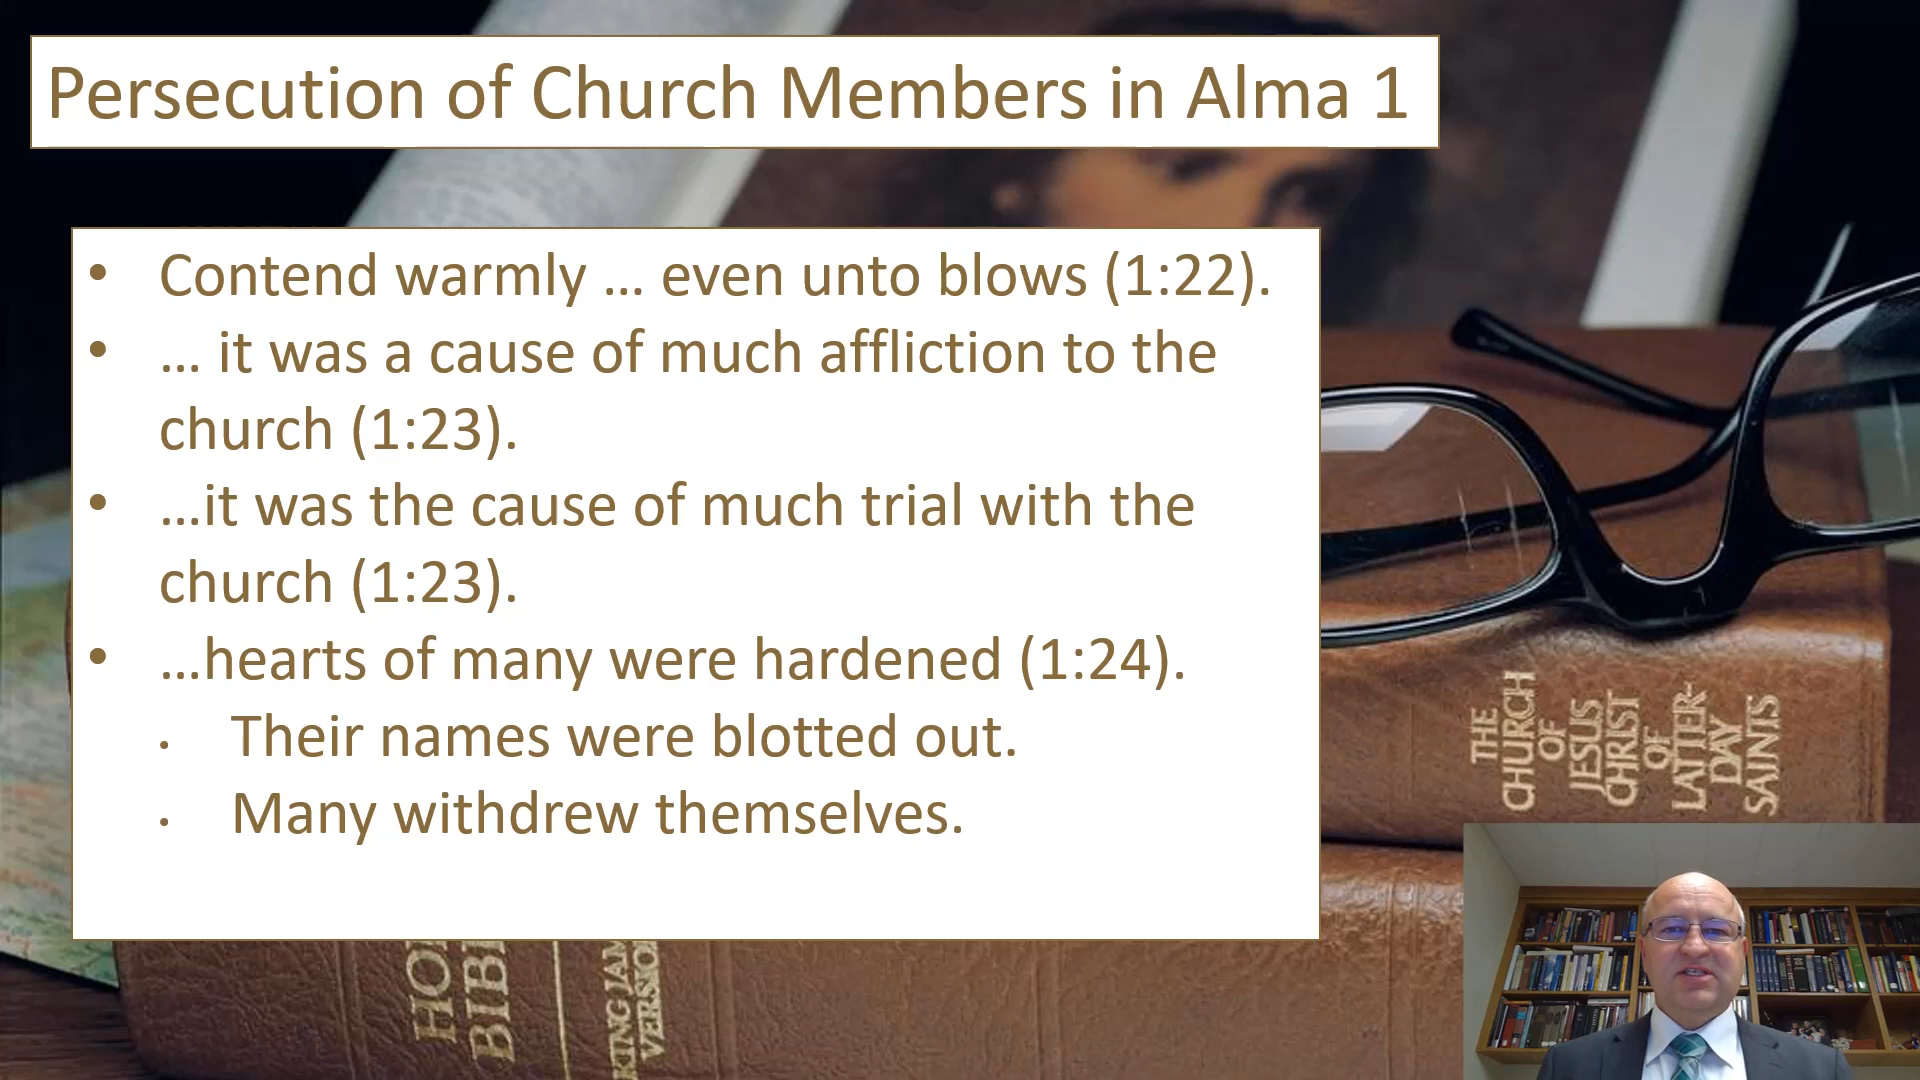 Persecution of Church Members in Alma 1
• Contend warmly … even unto blows (1:22).
• … it was a cause of much affliction to the
church (1:23).
• …it was the cause of much trial with the
church (1:23).
• …hearts of many were hardened (1:24).
• Their names were blotted out.
• Many withdrew themselves.
THE
CHURCH
OF
JESUS
CHRIST
OF
LATTER-
DAY
SAINTS